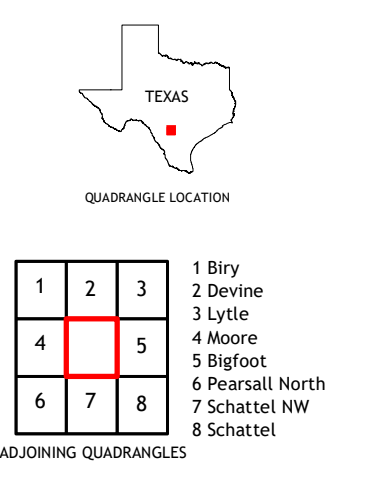 TEXAS
QUADRANGLE LOCATION
1 2 3
4 5
6 7 8
1 Biry
2 Devine
3 Lytle
4 Moore
5 Bigfoot
6 Pearsall North
7 Schattel NW
8 Schattel
ADJOINING QUADRANGLES